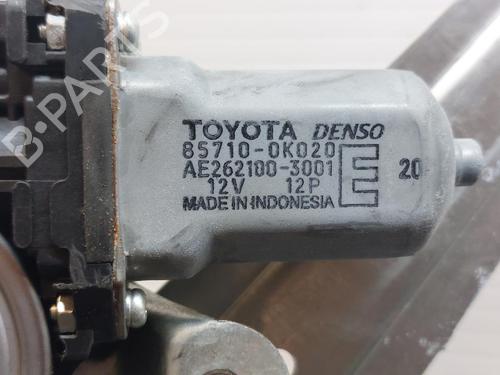 B-PARTS
TOYOTA DENSO
85710-0K020
AE262100-3001
12V 12P
MADE IN INDONESIA
E
20